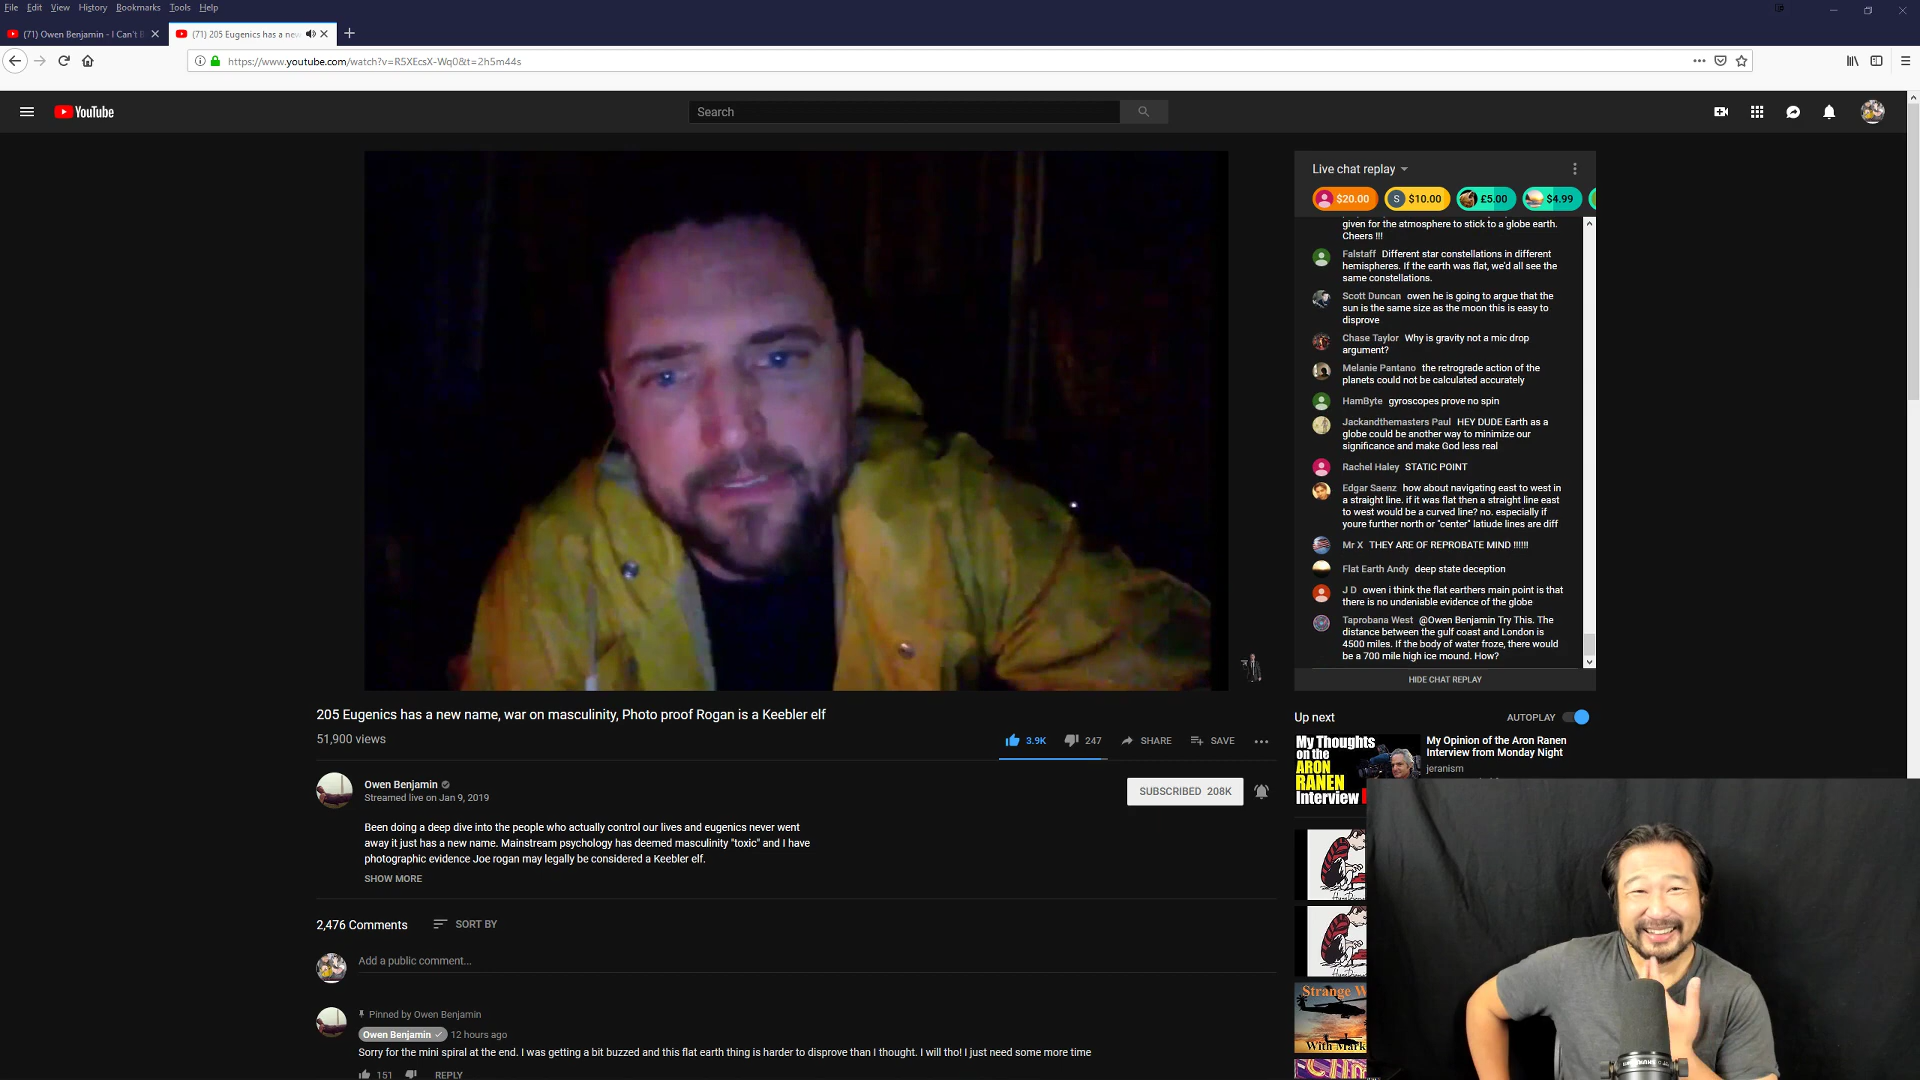 File Edit View History Bookmarks Tools Help
(71) Owen Benjamin - I Can't B
(71) 205 Eugenics has a new
https://www.youtube.com/watch?v=R5XEcsX-Wq0&t=2h5m44s
YouTube
Search
Live chat replay
$20.00 S $10.00 £5.00 $4.99
given for the atmosphere to stick to a globe earth.
Cheers !!!
Falstaff Different star constellations in different
hemispheres. If the earth was flat, we'd all see the
same constellations.
Scott Duncan owen he is going to argue that the
sun is the same size as the moon this is easy to
disprove
Chase Taylor Why is gravity not a mic drop
argument?
Melanie Pantano the retrograde action of the
planets could not be calculated accurately
HamByte gyroscopes prove no spin
Jackandthemasters Paul HEY DUDE Earth as a
globe could be another way to minimize our
significance and make God less real
Rachel Haley STATIC POINT
Edgar Saenz how about navigating east to west in
a straight line. if it was flat then a straight line east
to west would be a curved line? no. especially if
youre further north or "center" latiude lines are diff
Mr X THEY ARE OF REPROBATE MIND !!!!!!
Flat Earth Andy deep state deception
J D owen i think the flat earthers main point is that
there is no undeniable evidence of the globe
Taprobana West @Owen Benjamin Try This. The
distance between the gulf coast and London is
4500 miles. If the body of water froze, there would
be a 700 mile high ice mound. How?
HIDE CHAT REPLAY
205 Eugenics has a new name, war on masculinity, Photo proof Rogan is a Keebler elf
51,900 views
3.9K 247 SHARE SAVE
Owen Benjamin
Streamed live on Jan 9, 2019
SUBSCRIBED 208K
Been doing a deep dive into the people who actually control our lives and eugenics never went
away it just has a new name. Mainstream psychology has deemed masculinity "toxic" and I have
photographic evidence Joe rogan may legally be considered a Keebler elf.
SHOW MORE
2,476 Comments SORT BY
Add a public comment...
Pinned by Owen Benjamin
Owen Benjamin 12 hours ago
Sorry for the mini spiral at the end. I was getting a bit buzzed and this flat earth thing is harder to disprove than I thought. I will tho! I just need some more time
151 REPLY
Up next
AUTOPLAY
My Thoughts
on the
ARON
RANEN
Interview
My Opinion of the Aron Ranen
Interview from Monday Night
jeranism
Strange W
With Mark